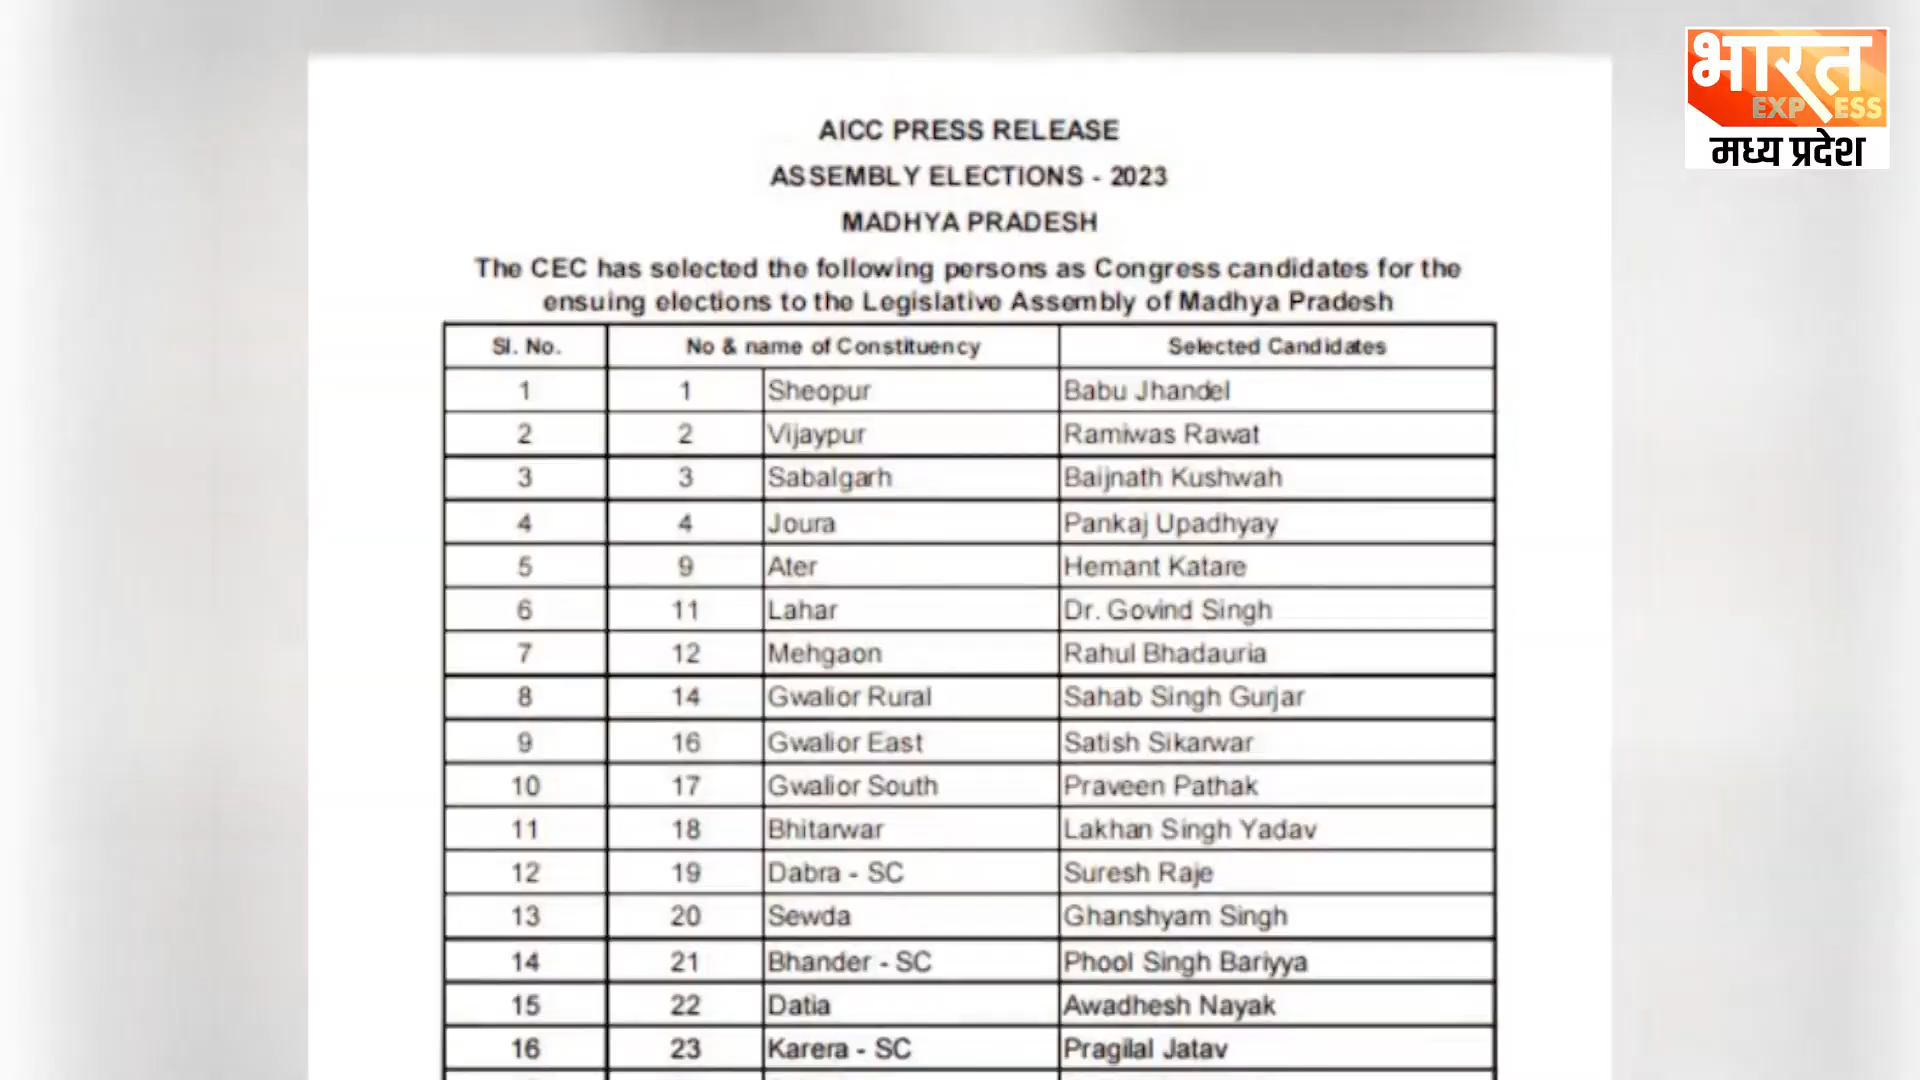 AICC PRESS RELEASE
ASSEMBLY ELECTIONS - 2023
MADHYA PRADESH
The CEC has selected the following persons as Congress candidates for the
ensuing elections to the Legislative Assembly of Madhya Pradesh
Sl. No. No & name of Constituency Selected Candidates
1 1 Sheopur Babu Jhandel
2 2 Vijaypur Ramiwas Rawat
3 3 Sabalgarh Baijnath Kushwah
4 4 Joura Pankaj Upadhyay
5 9 Ater Hemant Katare
6 11 Lahar Dr. Govind Singh
7 12 Mehgaon Rahul Bhadauria
8 14 Gwalior Rural Sahab Singh Gurjar
9 16 Gwalior East Satish Sikarwar
10 17 Gwalior South Praveen Pathak
11 18 Bhitarwar Lakhan Singh Yadav
12 19 Dabra - SC Suresh Raje
13 20 Sewda Ghanshyam Singh
14 21 Bhander - SC Phool Singh Bariyya
15 22 Datia Awadhesh Nayak
16 23 Karera - SC Pragilal Jatav
भारत
EXPRESS
मध्य प्रदेश